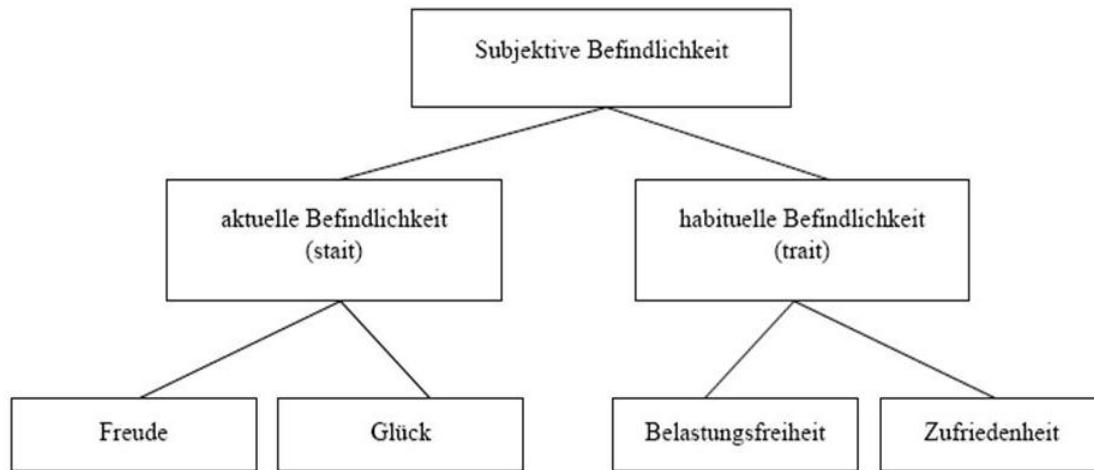 Subjektive Befindlichkeit
aktuelle Befindlichkeit
(stait)
habituelle Befindlichkeit
(trait)
Freude
Glück
Belastungsfreiheit
Zufriedenheit